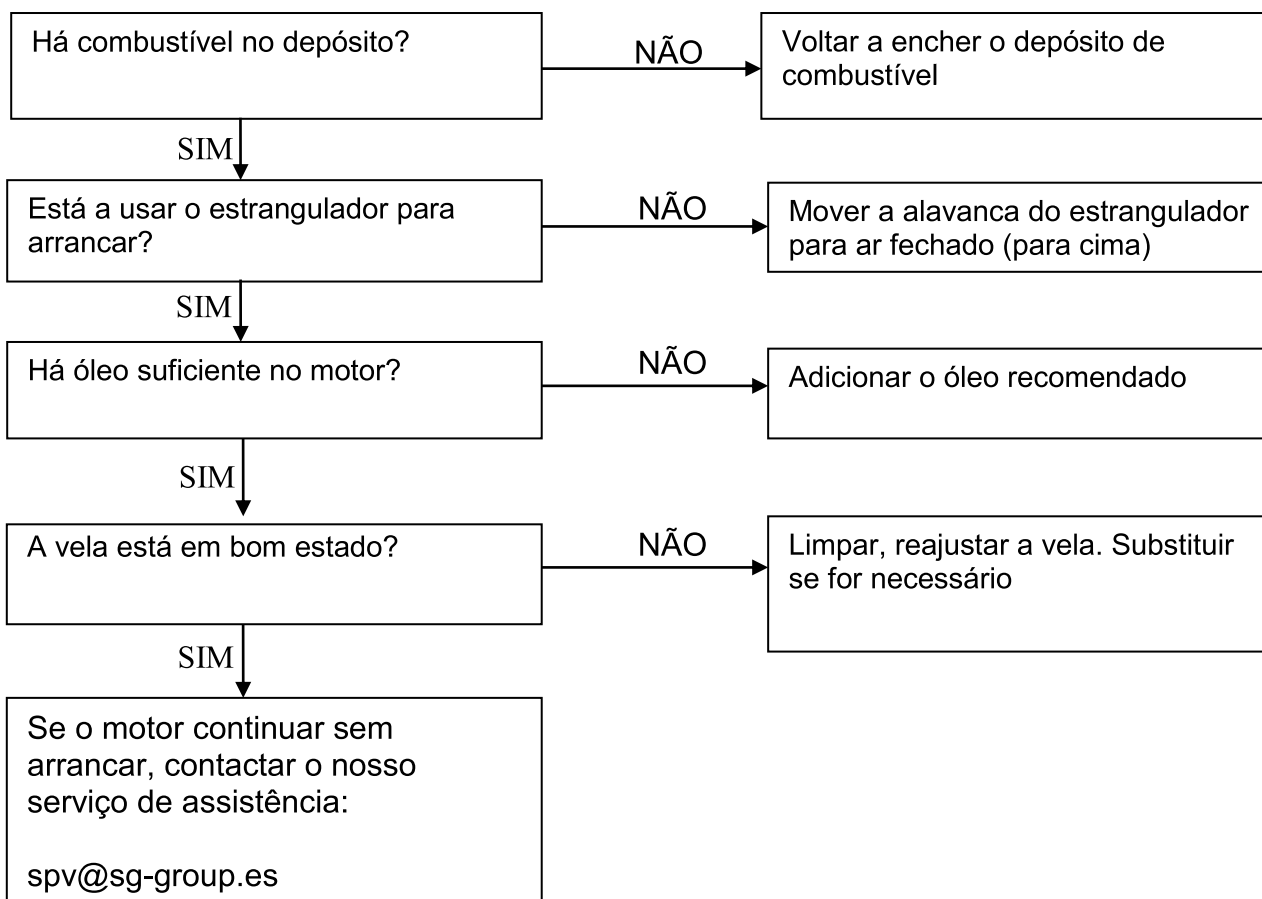 Há combustível no depósito?
NÃO
Voltar a encher o depósito de
combustível
SIM
Está a usar o estrangulador para
arrancar?
NÃO
Mover a alavanca do estrangulador
para ar fechado (para cima)
SIM
Há óleo suficiente no motor?
NÃO
Adicionar o óleo recomendado
SIM
A vela está em bom estado?
NÃO
Limpar, reajustar a vela. Substituir
se for necessário
SIM
Se o motor continuar sem
arrancar, contactar o nosso
serviço de assistência:
spv@sg-group.es